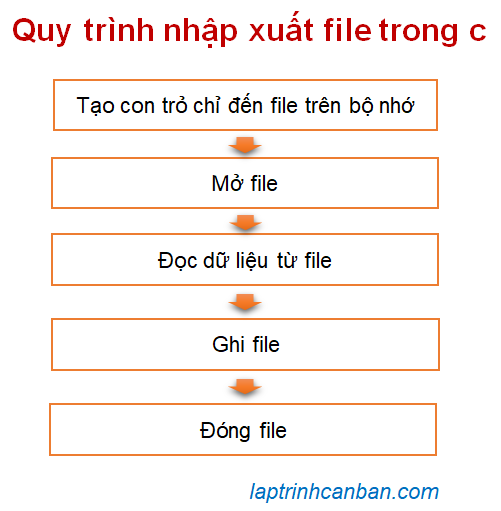 Quy trình nhập xuất file trong c
Tạo con trỏ chỉ đến file trên bộ nhớ
Mở file
Đọc dữ liệu từ file
Ghi file
Đóng file
laptrinhcanban.com